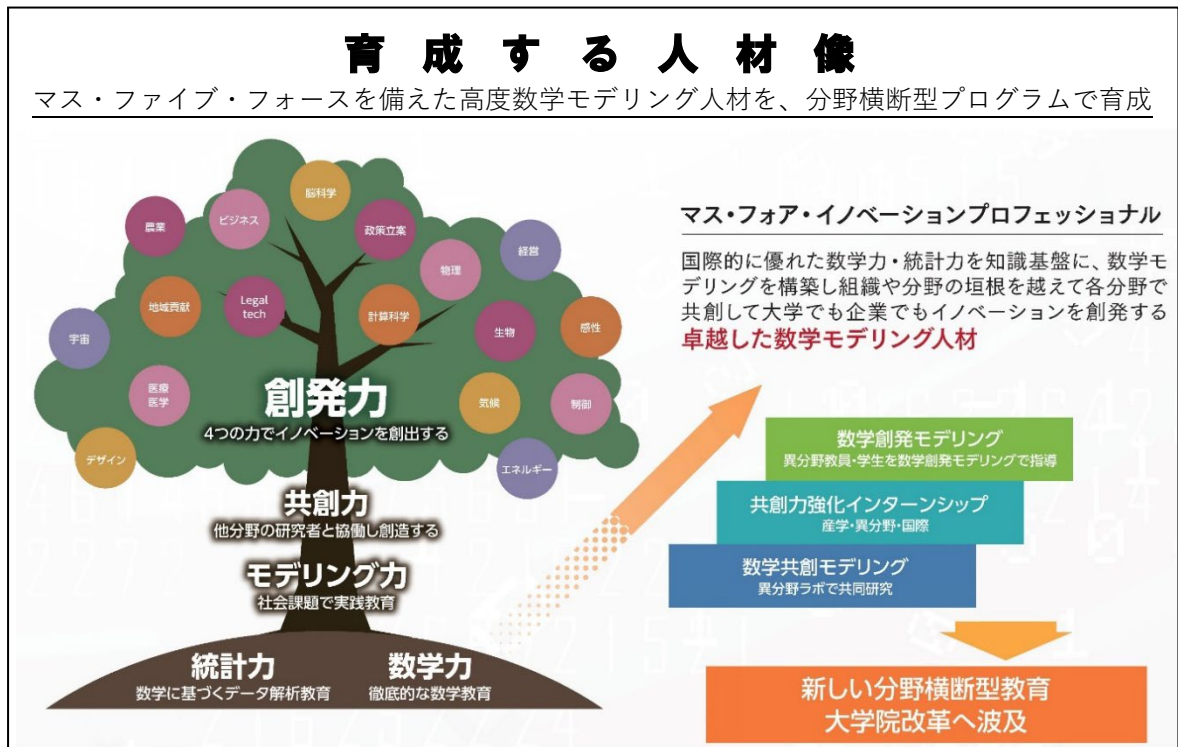 育成する人材像
マス・ファイブ・フォースを備えた高度数学モデリング人材を、分野横断型プログラムで育成
脳科学
農業
ビジネス
政策立案
経営
物理
地域貢献
Legal
tech
計算科学
生物
感性
宇宙
医療
医学
気候
制御
デザイン
エネルギー
創発力
4つの力でイノベーションを創出する
共創力
他分野の研究者と協働し創造する
モデリング力
社会課題で実践教育
統計力
数学に基づくデータ解析教育
数学力
徹底的な数学教育
マス・フォア・イノベーションプロフェッショナル
国際的に優れた数学力・統計力を知識基盤に、数学モ
デリングを構築し組織や分野の垣根を越えて各分野で
共創して大学でも企業でもイノベーションを創発する
卓越した数学モデリング人材
数学創発モデリング
異分野教員・学生を数学創発モデリングで指導
共創力強化インターンシップ
産学・異分野・国際
数学共創モデリング
異分野ラボで共同研究
新しい分野横断型教育
大学院改革へ波及